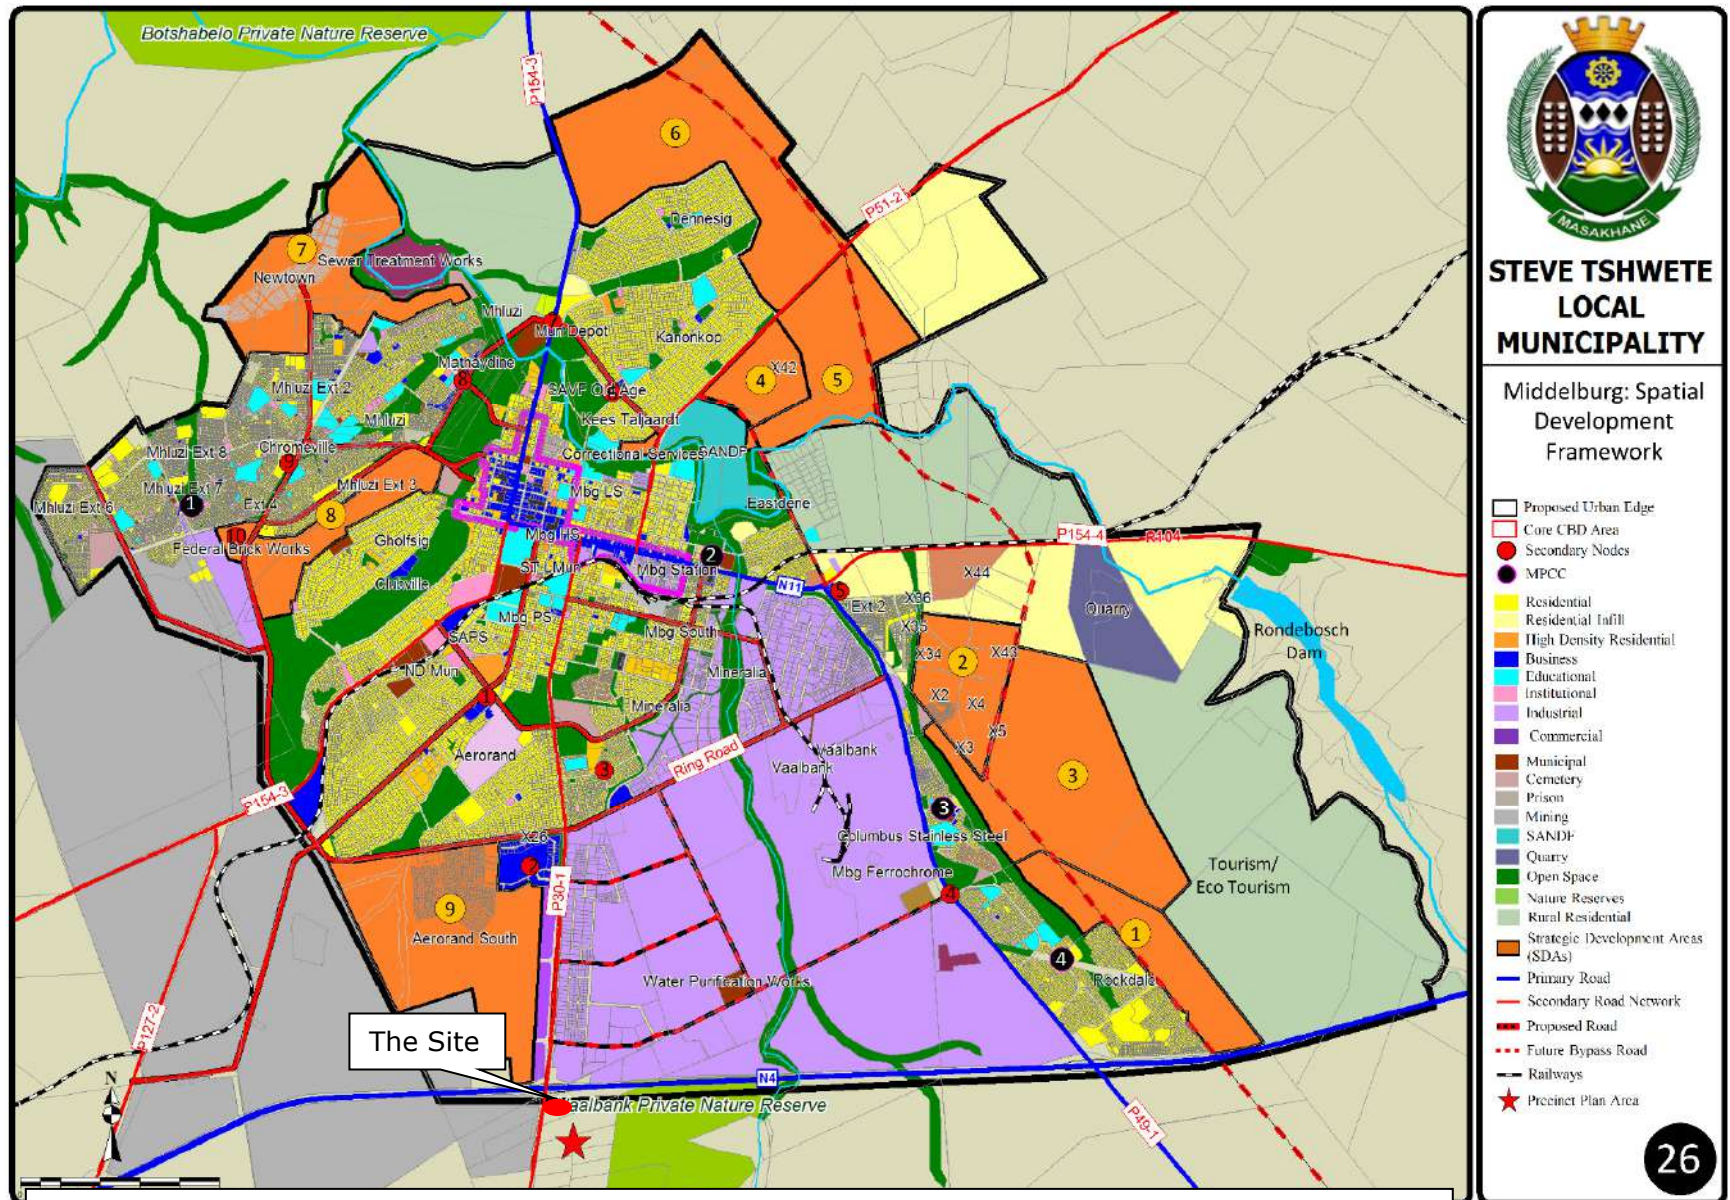 Botshabelo Private Nature Reserve
P154-3
6
P51-2
Dennesig
7
Sewer Treatment Works
Newtown
Mhluzi
Mun Depot
Kanonkop
X42
4
5
8
Mhluzi Ext 2
SAVF Old Age
Kees Taljaardt
Mhluzi
Chromeville
9
Mhluzi Ext 8
Correctional Services
SANDF
Mhluzi Ext 7
Mhluzi Ext 3
Mbg LS
1
Ext 4
Mhluzi Ext 6
Eastdene
8
10
Federal Brick Works
Gholfsig
Mbg HS
2
P154-4
R104
Clubville
Mbg Station
N11
5
X44
Ext 2
X36
Quarry
Mbg PS
X35
SAPS
Mbg South
Rondebosch
Dam
X34
2
X43
ND Mun
Mineralia
X2
X4
1
Mineralia
X5
X3
Aerorand
Ring Road
Vaalbank
Vaalbank
3
3
P154-3
3
X26
Columbus Stainless Steel
2
Mbg Ferrochrome
Tourism/
Eco Tourism
P30-1
4
9
Aerorand South
1
4
Rockdale
Water Purification Works
P127-2
The Site
N
N4
Vaalbank Private Nature Reserve
P49-1
MASAKHANE
STEVE TSHWETE
LOCAL
MUNICIPALITY
Middelburg: Spatial
Development
Framework
Proposed Urban Edge
Core CBD Area
Secondary Nodes
MPCC
Residential
Residential Infill
High Density Residential
Business
Educational
Institutional
Industrial
Commercial
Municipal
Cemetery
Prison
Mining
SANDF
Quarry
Open Space
Nature Reserves
Rural Residential
Strategic Development Areas
(SDAs)
Primary Road
Secondary Road Network
Proposed Road
Future Bypass Road
Railways
Precinct Plan Area
26